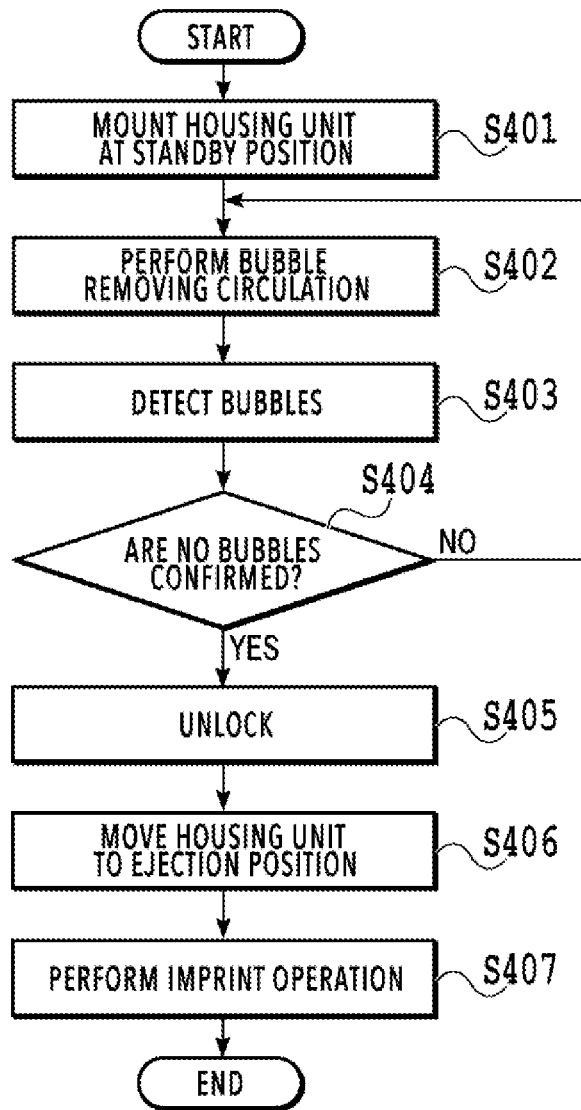 START
MOUNT HOUSING UNIT
AT STANDBY POSITION
S401
PERFORM BUBBLE
REMOVING CIRCULATION
S402
DETECT BUBBLES
S403
S404
ARE NO BUBBLES
CONFIRMED?
NO
YES
UNLOCK
S405
MOVE HOUSING UNIT
TO EJECTION POSITION
S406
PERFORM IMPRINT OPERATION
S407
END